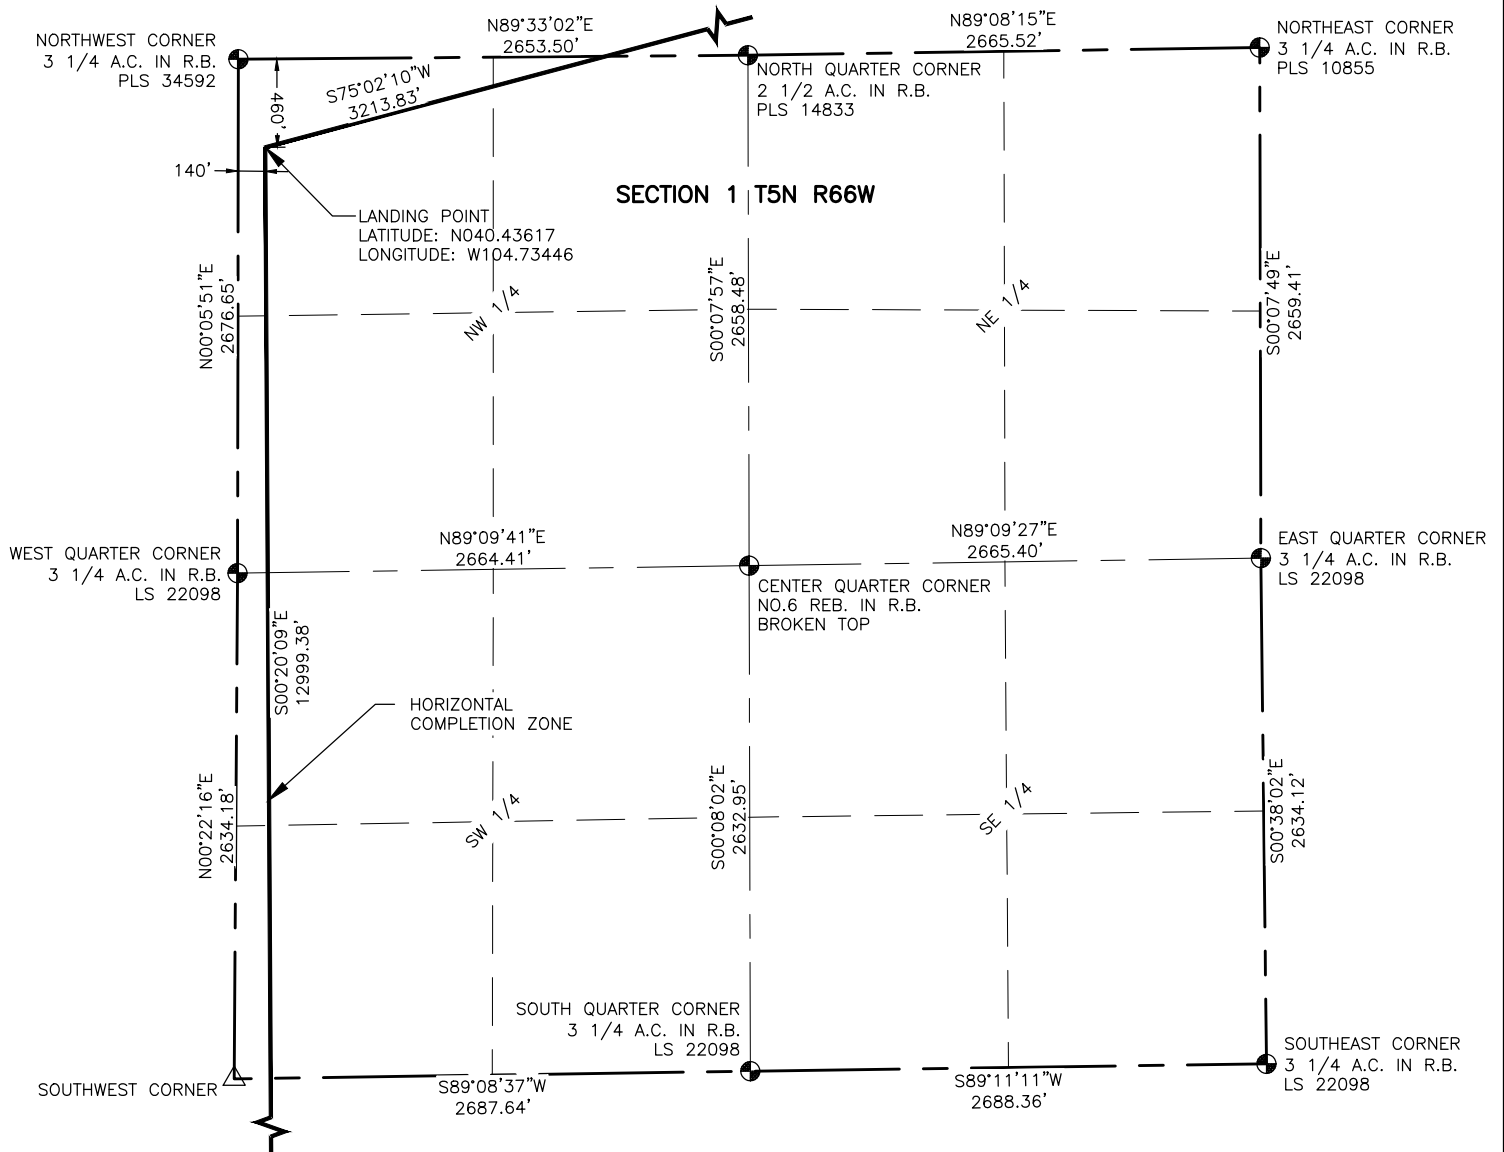 N89°33'02"E
2653.50'
N89°08'15"E
2665.52'
NORTHWEST CORNER
3 1/4 A.C. IN R.B.
PLS 34592
NORTHEAST CORNER
3 1/4 A.C. IN R.B.
PLS 10855
NORTH QUARTER CORNER
2 1/2 A.C. IN R.B.
PLS 14833
S75°02'10"W
3213.83'
460'
140'
SECTION 1 T5N R66W
LANDING POINT
LATITUDE: N040.43617
LONGITUDE: W104.73446
N00°05'51"E
2676.65'
NW 1/4
S00°07'57"E
2658.48'
NE 1/4
S00°07'49"E
2659.41'
WEST QUARTER CORNER
3 1/4 A.C. IN R.B.
LS 22098
N89°09'41"E
2664.41'
N89°09'27"E
2665.40'
EAST QUARTER CORNER
3 1/4 A.C. IN R.B.
LS 22098
CENTER QUARTER CORNER
NO.6 REB. IN R.B.
BROKEN TOP
S00°20'09"E
12999.38'
HORIZONTAL
COMPLETION ZONE
N00°22'16"E
2634.18'
SW 1/4
S00°08'02"E
2632.95'
SE 1/4
S00°38'02"E
2634.12'
SOUTH QUARTER CORNER
3 1/4 A.C. IN R.B.
LS 22098
SOUTHEAST CORNER
3 1/4 A.C. IN R.B.
LS 22098
SOUTHWEST CORNER
S89°08'37"W
2687.64'
S89°11'11"W
2688.36'